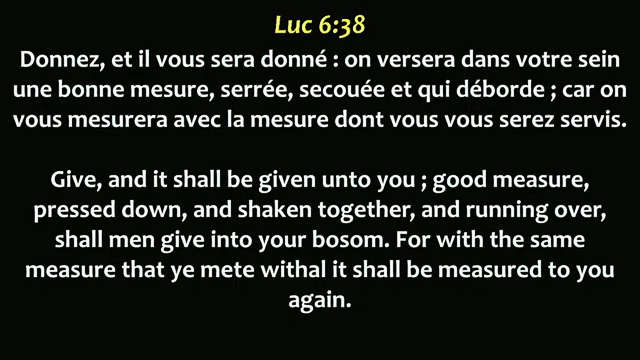 Luc 6:38
Donnez, et il vous sera donné : on versera dans votre sein
une bonne mesure, serrée, secouée et qui déborde ; car on
vous mesurera avec la mesure dont vous vous serez servis.
Give, and it shall be given unto you ; good measure,
pressed down, and shaken together, and running over,
shall men give into your bosom. For with the same
measure that ye mete withal it shall be measured to you
again.